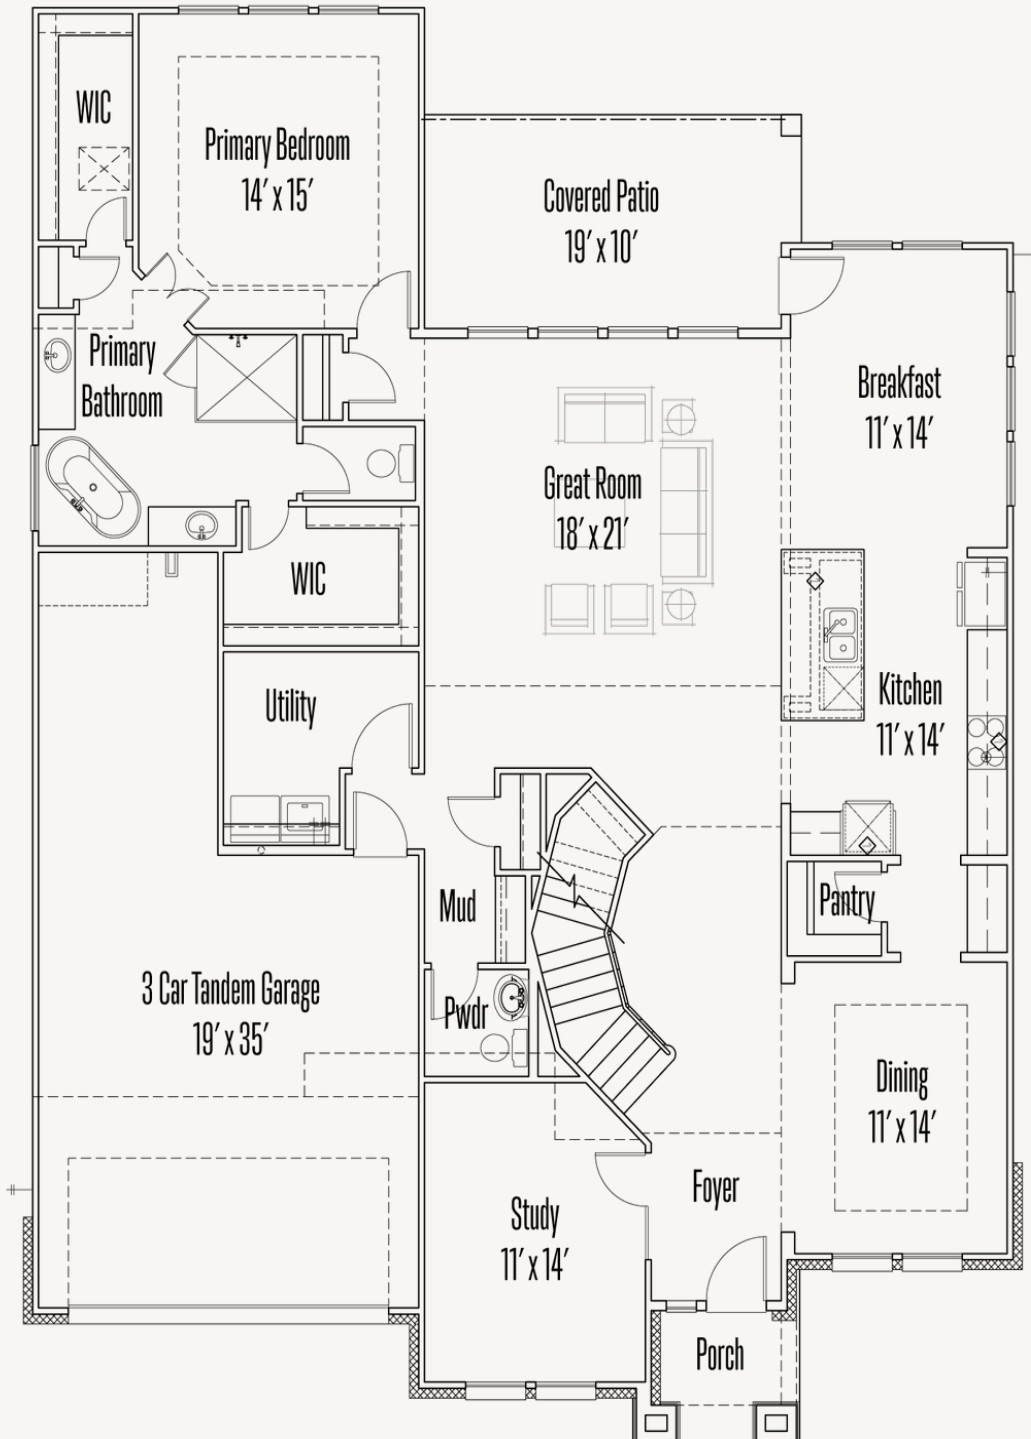 WIC
Primary Bedroom
14' x 15'
Covered Patio
19' x 10'
Primary
Bathroom
Breakfast
11' x 14'
Great Room
18' x 21'
WIC
Utility
Kitchen
11' x 14'
Mud
Pantry
3 Car Tandem Garage
19' x 35'
Pwdr
Dining
11' x 14'
Foyer
Study
11' x 14'
Porch